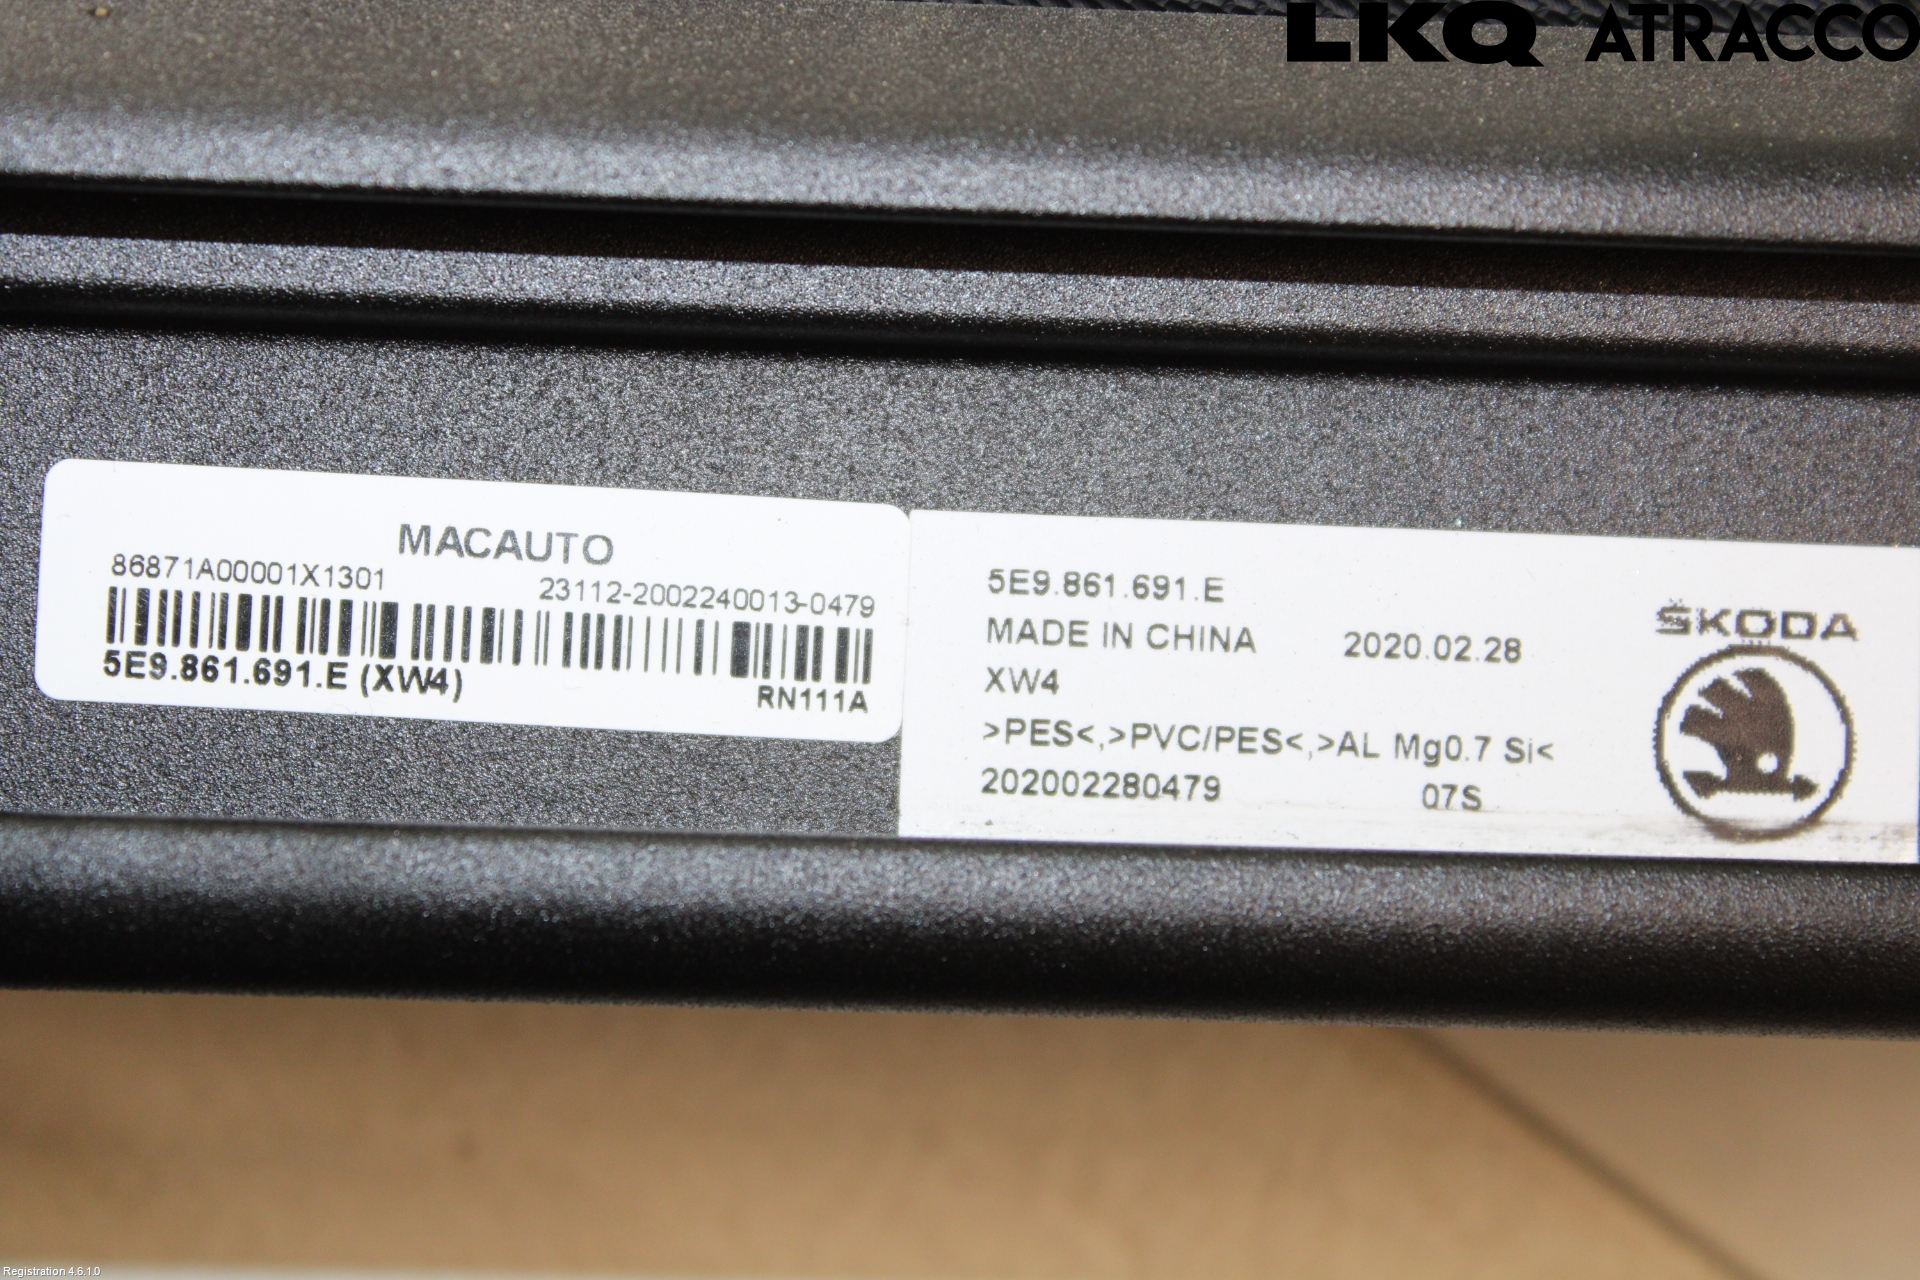 LKQ ATRACCO
MACAUTO
86871A00001X1301
23112-2002240013-0479
5E9.861.691.E (XW4)
RN111A
5E9.861.691.E
MADE IN CHINA 2020.02.28
XW4
>PES<,>PVC/PES<,>AL Mg0.7 Si<
202002280479 07S
ŠKODA
Registration 4.6.1.0